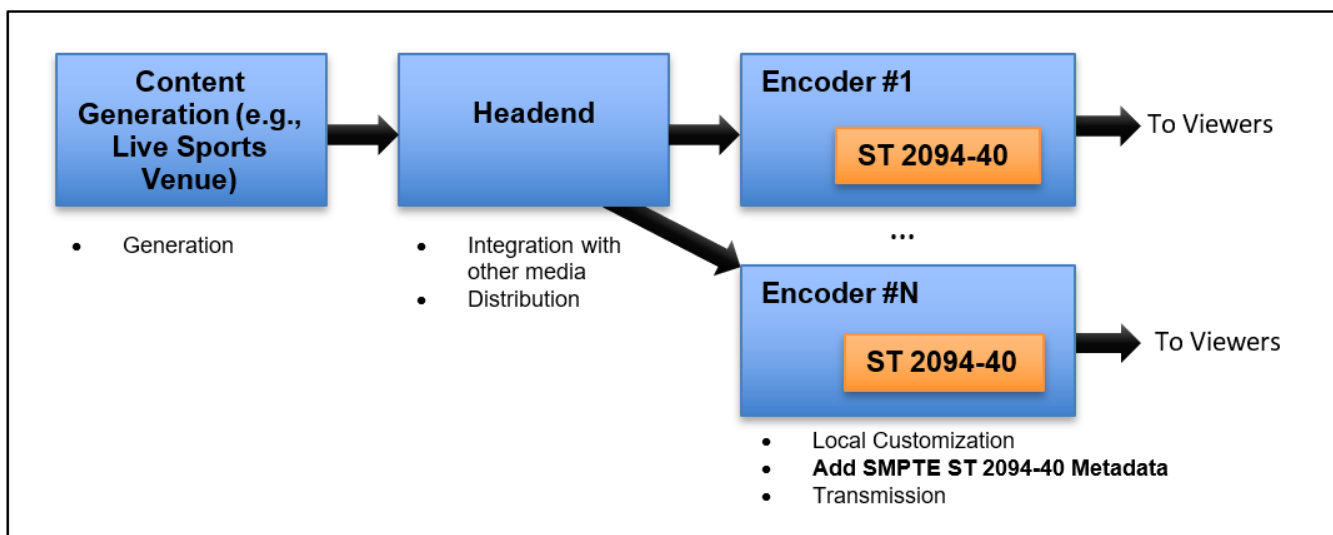 Content
Generation (e.g.,
Live Sports
Venue)
• Generation
Headend
• Integration with
other media
• Distribution
Encoder #1
ST 2094-40
To Viewers
...
Encoder #N
ST 2094-40
To Viewers
• Local Customization
• Add SMPTE ST 2094-40 Metadata
• Transmission